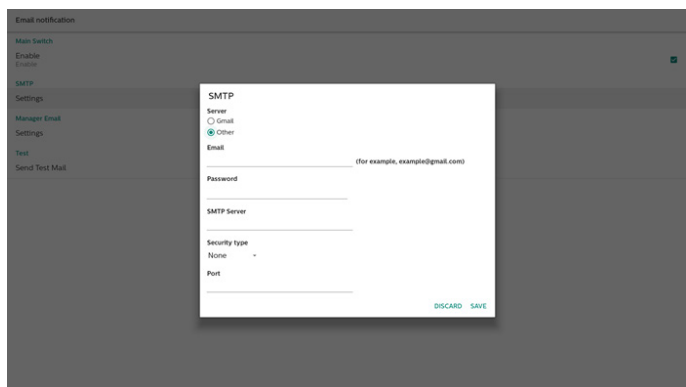 Email notification
Main Switch
Enable
Enable
SMTP
Settings
Manager Email
Settings
Test
Send Test Mail
SMTP
Server
Gmail
Other
Email
(for example, example@gmail.com)
Password
SMTP Server
Security type
None
Port
DISCARD SAVE